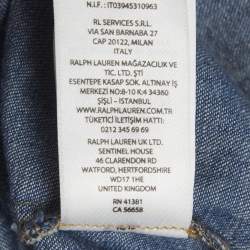 N.I.F. : IT03945310963
RL SERVICES S.R.L.
VIA SAN BARNABA 27
CAP 20122, MILAN
ITALY
RALPH LAUREN MAĞAZACILIK VE
TİC. LTD. ŞTİ.
ESENTEPE KASAP SOK. ALTINAY İŞ
MERKEZİ NO:8-10 K:4 34360
ŞİŞLİ - İSTANBUL
WWW.RALPHLAUREN.COM.TR
TÜKETİCİ İLETİŞİM HATTI:
0212 345 69 69
RALPH LAUREN UK LTD.
SENTINEL HOUSE
46 CLARENDON RD
WATFORD, HERTFORDSHIRE
WD17 1HE
UNITED KINGDOM
RN 41381
CA 56658